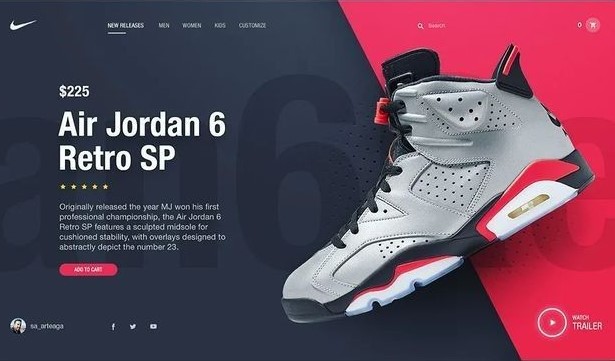 NEW RELEASES MEN WOMEN KIDS CUSTOMIZE Search 0
$225
Air Jordan 6
Retro SP
Originally released the year MJ won his first
professional championship, the Air Jordan 6
Retro SP features a sculpted midsole for
cushioned stability, with overlays designed to
abstractly depict the number 23.
ADD TO CART
sa_arteaga
WATCH
TRAILER